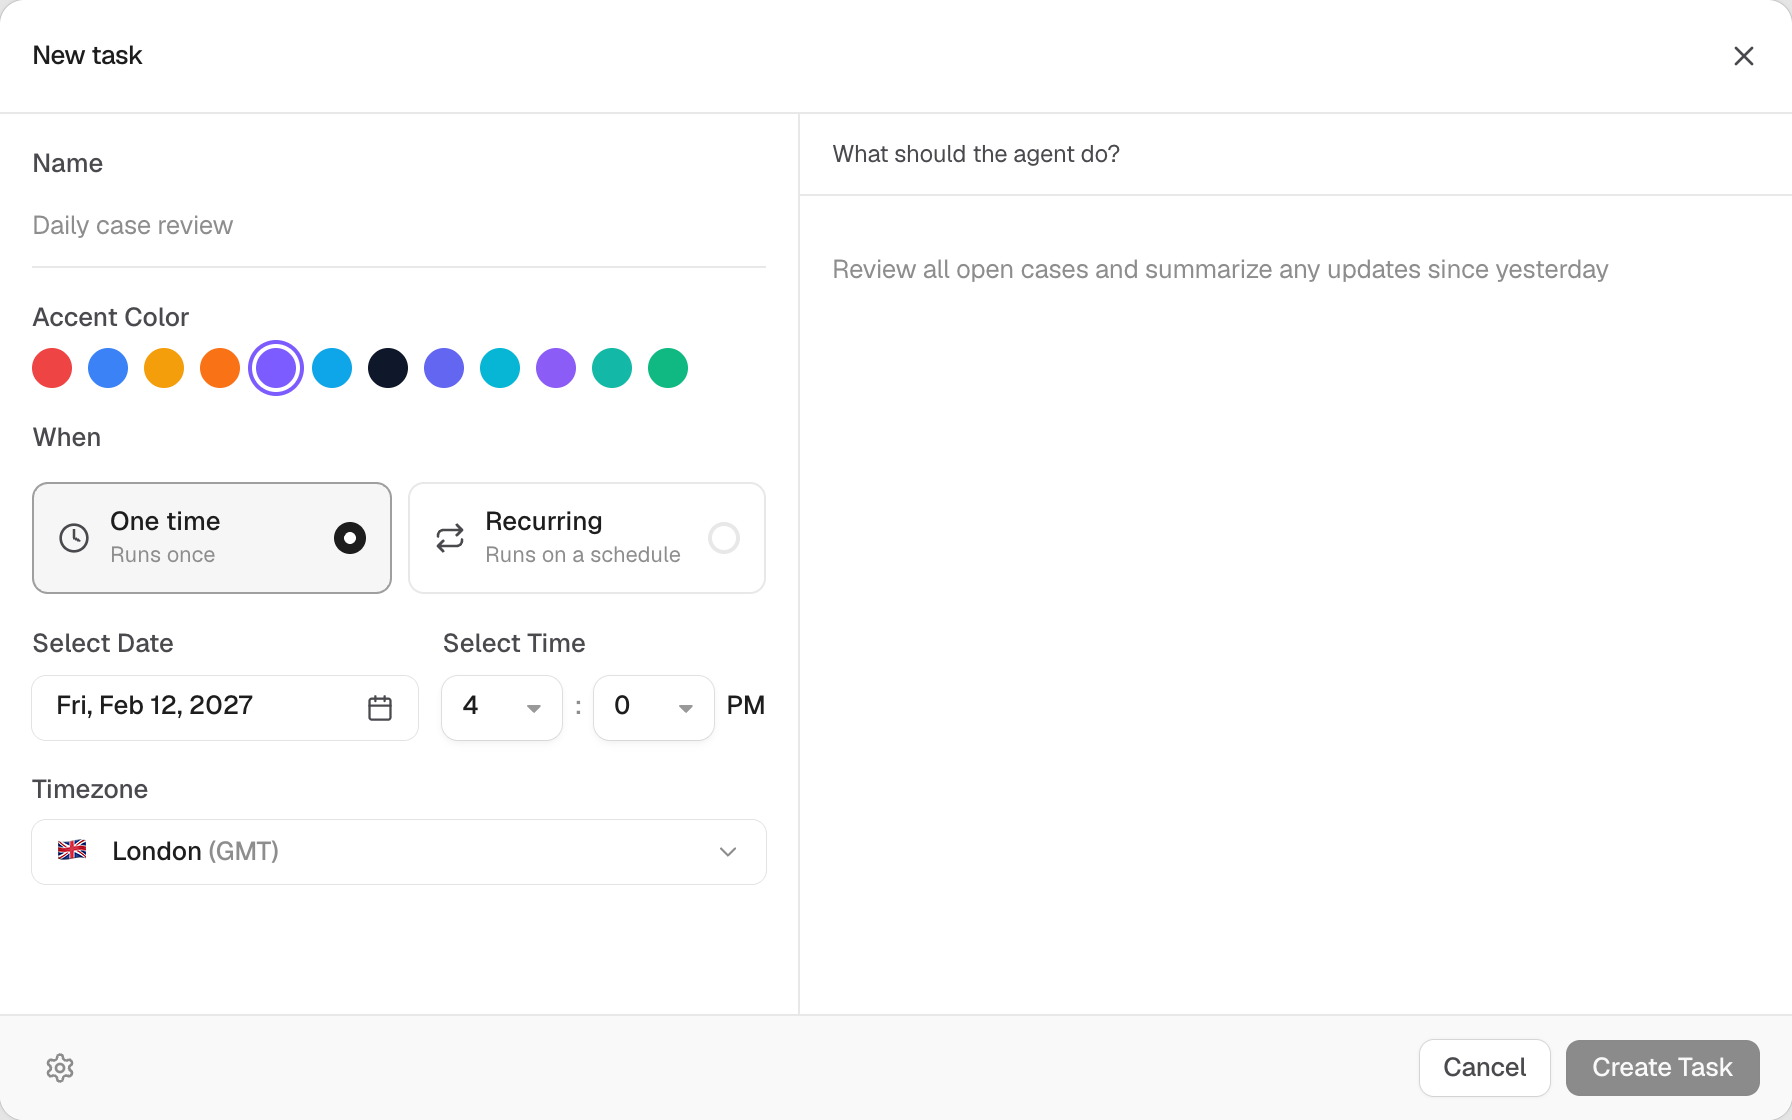 New task
Name
Daily case review
Accent Color
When
One time
Runs once
Recurring
Runs on a schedule
Select Date
Select Time
Fri, Feb 12, 2027
4 : 0 PM
Timezone
London (GMT)
What should the agent do?
Review all open cases and summarize any updates since yesterday
Cancel
Create Task